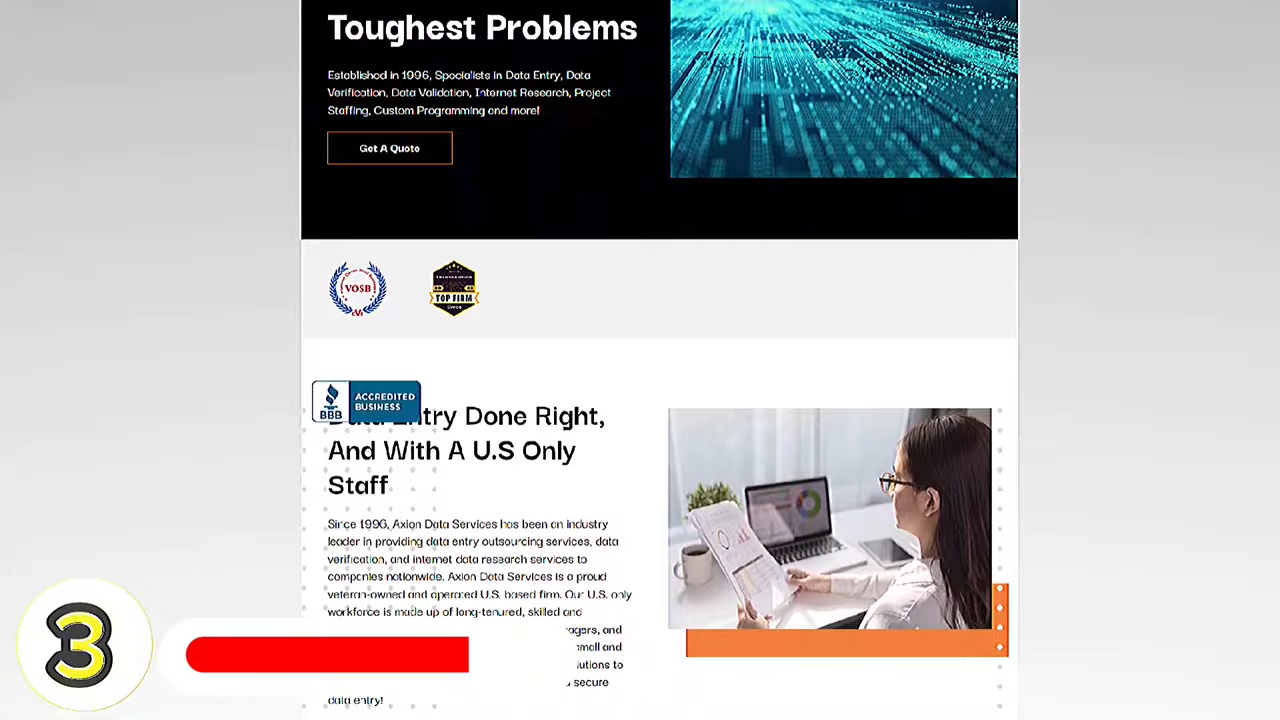 Toughest Problems
Established in 1996, Specialists in Data Entry, Data
Verification, Data Validation, Internet Research, Project
Staffing, Custom Programming and more!
Get A Quote
VOSB
TOP FIRM
BBB
ACCREDITED
BUSINESS
Entry Done Right,
And With A U.S Only
Staff
Since 1996, Axion Data Services has been an industry
leader in providing data entry outsourcing services, data
verification, and internet data research services to
companies nationwide. Axion Data Services is a proud
veteran-owned and operated U.S. based firm. Our U.S. only
workforce is made up of long-tenured, skilled and
and
and
to
secure
data entry!
3